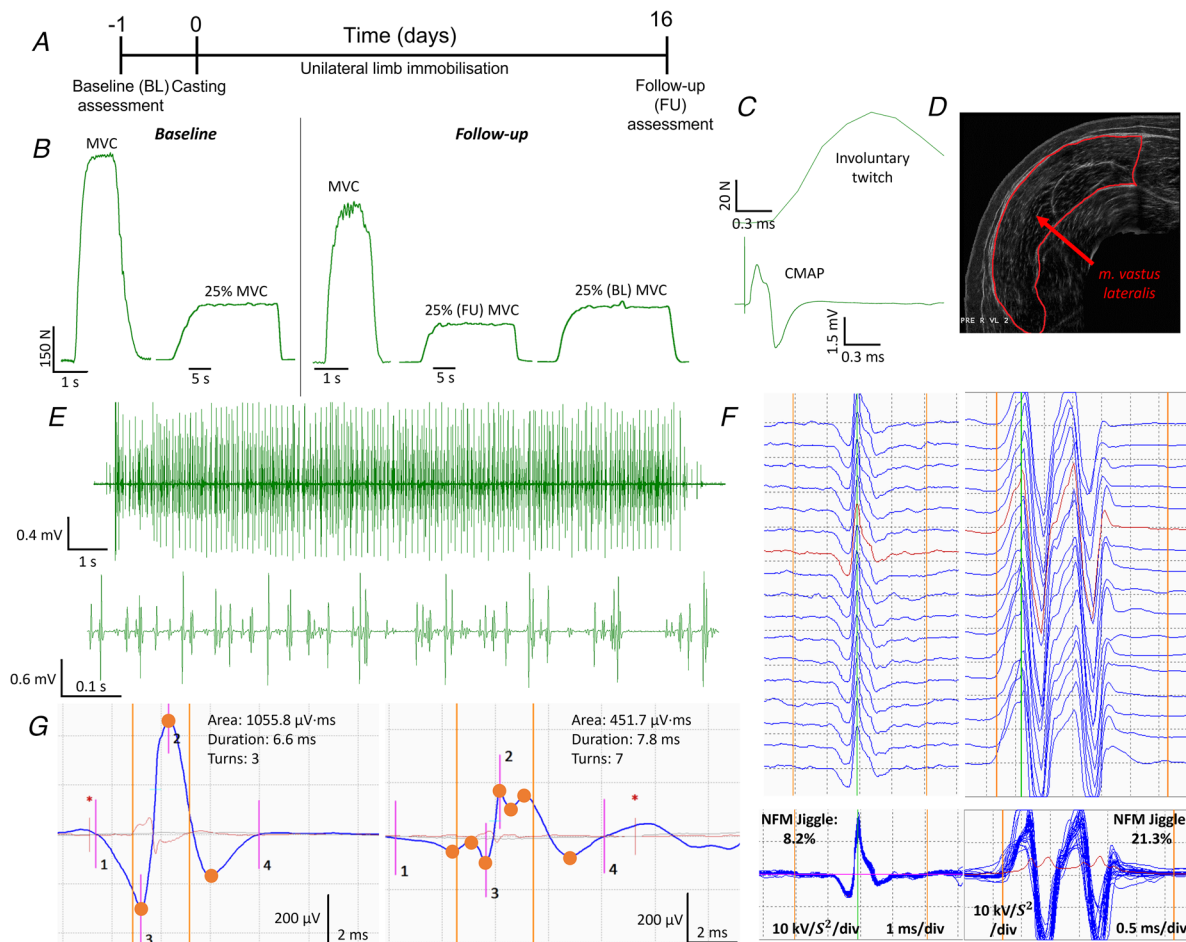 A
-1
0
16
Time (days)
Unilateral limb immobilisation
Baseline (BL)
assessment
Casting
Follow-up
(FU)
assessment
B
Baseline
Follow-up
MVC
25% MVC
MVC
25% (FU) MVC
25% (BL) MVC
150 N
1 s
5 s
1 s
5 s
C
Involuntary
twitch
20 N
0.3 ms
CMAP
1.5 mV
0.3 ms
D
m. vastus
lateralis
PRE R VL 2
E
0.4 mV
1 s
0.6 mV
0.1 s
F
NFM Jiggle:
8.2%
10 kV/S²/div
1 ms/div
NFM Jiggle:
21.3%
10 kV/S²
/div
0.5 ms/div
G
Area: 1055.8 µV·ms
Duration: 6.6 ms
Turns: 3
*
1
2
3
4
200 µV
2 ms
Area: 451.7 µV·ms
Duration: 7.8 ms
Turns: 7
*
1
2
3
4
200 µV
2 ms